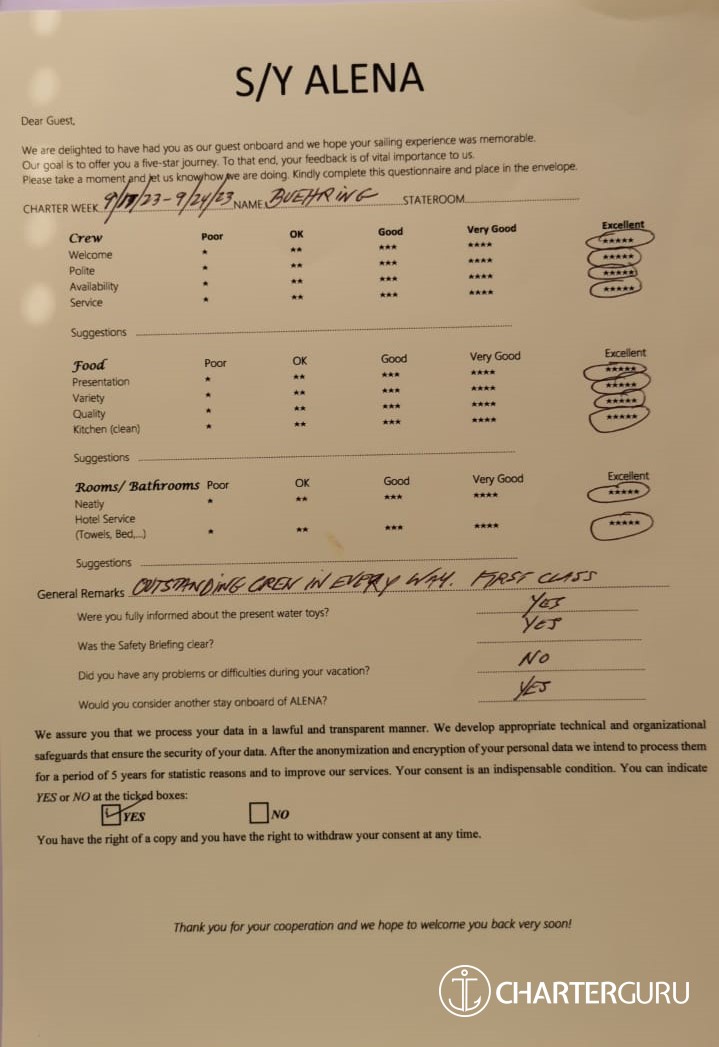 S/Y ALENA
Dear Guest,
We are delighted to have had you as our guest onboard and we hope your sailing experience was memorable.
Our goal is to offer you a five-star journey. To that end, your feedback is of vital importance to us.
Please take a moment and let us know how we are doing. Kindly complete this questionnaire and place in the envelope.
CHARTER WEEK 9/17/23-9/24/23 NAME BUEHRING STATEROOM
Crew Poor OK Good Very Good Excellent
Welcome * ** *** **** *****
Polite * ** *** **** *****
Availability * ** *** **** *****
Service * ** *** **** *****
Suggestions
Food Poor OK Good Very Good Excellent
Presentation * ** *** **** *****
Variety * ** *** **** *****
Quality * ** *** **** *****
Kitchen (clean) * ** *** **** *****
Suggestions
Rooms/ Bathrooms Poor OK Good Very Good Excellent
Neatly * ** *** **** *****
Hotel Service
(Towels, Bed,...) * ** *** **** *****
Suggestions
General Remarks OUTSTANDING CREW IN EVERY WAY. FIRST CLASS
Were you fully informed about the present water toys? YES
Was the Safety Briefing clear? YES
Did you have any problems or difficulties during your vacation? NO
Would you consider another stay onboard of ALENA? YES
We assure you that we process your data in a lawful and transparent manner. We develop appropriate technical and organizational
safeguards that ensure the security of your data. After the anonymization and encryption of your personal data we intend to process them
for a period of 5 years for statistic reasons and to improve our services. Your consent is an indispensable condition. You can indicate
YES or NO at the ticked boxes:
YES NO
You have the right of a copy and you have the right to withdraw your consent at any time.
Thank you for your cooperation and we hope to welcome you back very soon!
CHARTERGURU